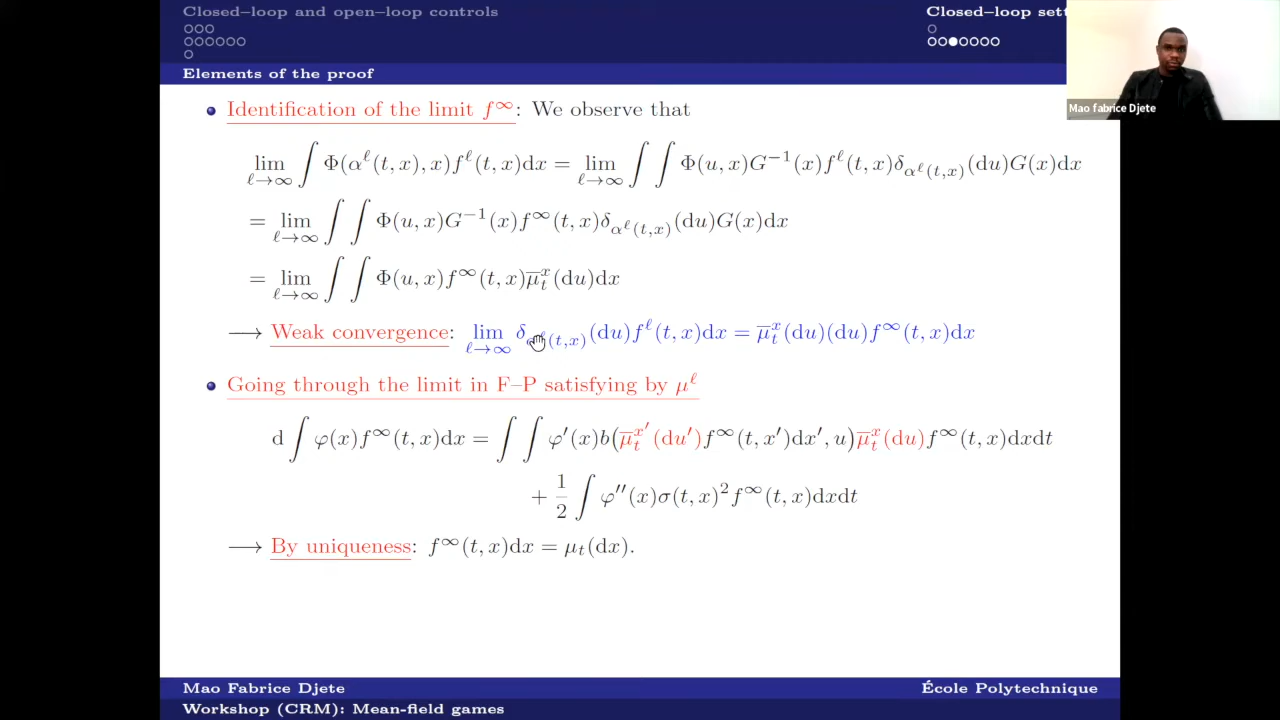 Closed–loop and open–loop controls
Closed–loop set
Elements of the proof
Mao fabrice Djete
Identification of the limit f^∞: We observe that
lim_{ℓ→∞} ∫ Φ(α^ℓ(t, x), x)f^ℓ(t, x)dx = lim_{ℓ→∞} ∫ ∫ Φ(u, x)G^{−1}(x)f^ℓ(t, x)δ_{α^ℓ(t,x)}(du)G(x)dx
= lim_{ℓ→∞} ∫ ∫ Φ(u, x)G^{−1}(x)f^∞(t, x)δ_{α^ℓ(t,x)}(du)G(x)dx
= lim_{ℓ→∞} ∫ ∫ Φ(u, x)f^∞(t, x)μ̅_t^x(du)dx
⟶ Weak convergence: lim_{ℓ→∞} δ_{α^ℓ(t,x)}(du)f^ℓ(t, x)dx = μ̅_t^x(du)(du)f^∞(t, x)dx
Going through the limit in F–P satisfying by μ^ℓ
d ∫ φ(x)f^∞(t, x)dx = ∫ ∫ φ′(x)b(μ̅_t^{x′}(du′)f^∞(t, x′)dx′, u)μ̅_t^x(du)f^∞(t, x)dxdt
+ 1/2 ∫ φ′′(x)σ(t, x)^2 f^∞(t, x)dxdt
⟶ By uniqueness: f^∞(t, x)dx = μ_t(dx).
Mao Fabrice Djete
École Polytechnique
Workshop (CRM): Mean-field games